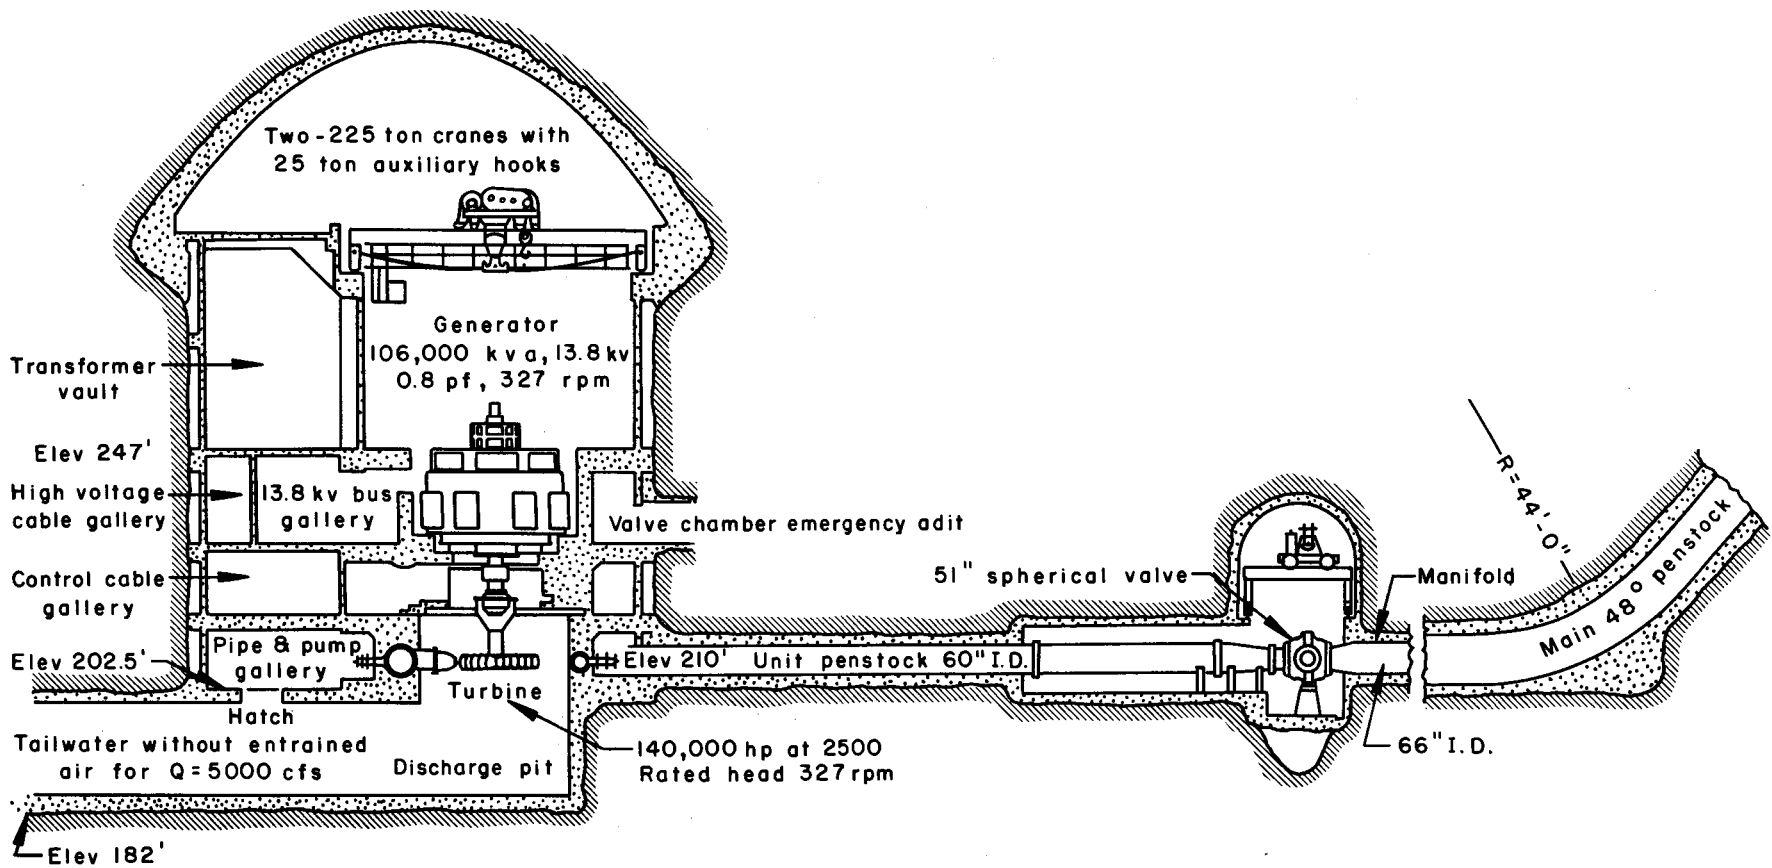 Two-225 ton cranes with
25 ton auxiliary hooks
Generator
106,000 kva, 13.8 kv
0.8 pf, 327 rpm
Transformer
vault
Elev 247'
High voltage
cable gallery
13.8 kv bus
gallery
Valve chamber emergency adit
Control cable
gallery
51" spherical valve
Manifold
R=44'-0"
Main 48° penstock
Pipe & pump
gallery
Elev 202.5'
Elev 210'
Unit penstock 60" I.D.
Turbine
Hatch
66" I.D.
Tailwater without entrained
air for Q=5000 cfs
Discharge pit
140,000 hp at 2500
Rated head 327 rpm
Elev 182'